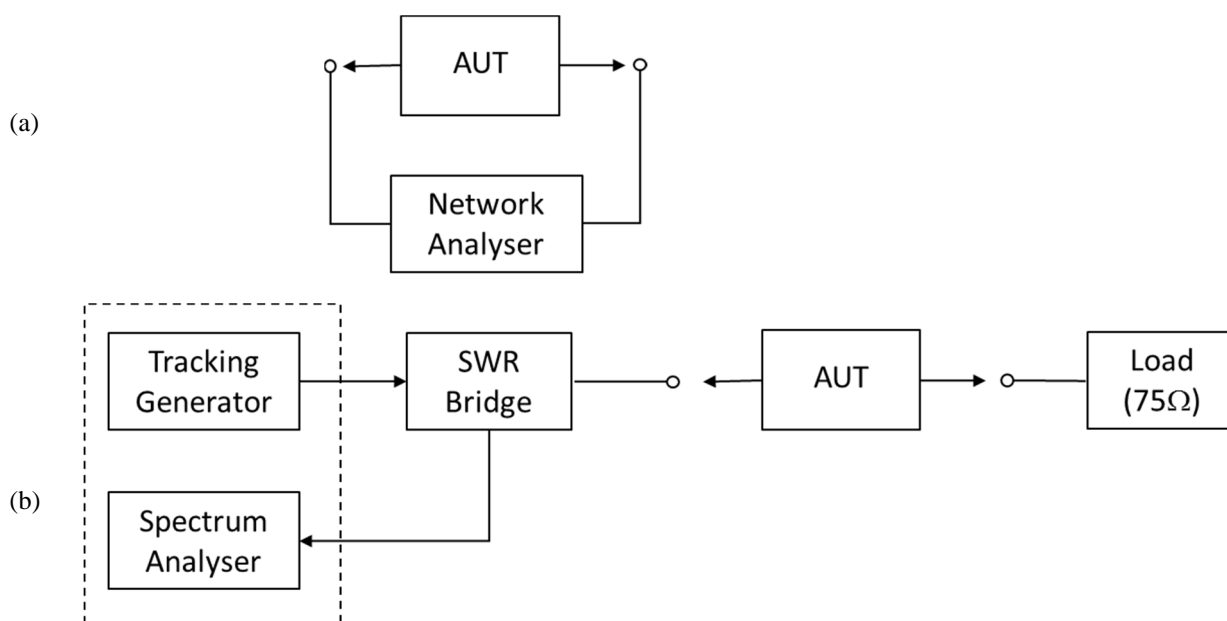 (a)
AUT
Network
Analyser
(b)
Tracking
Generator
SWR
Bridge
AUT
Load
(75Ω)
Spectrum
Analyser